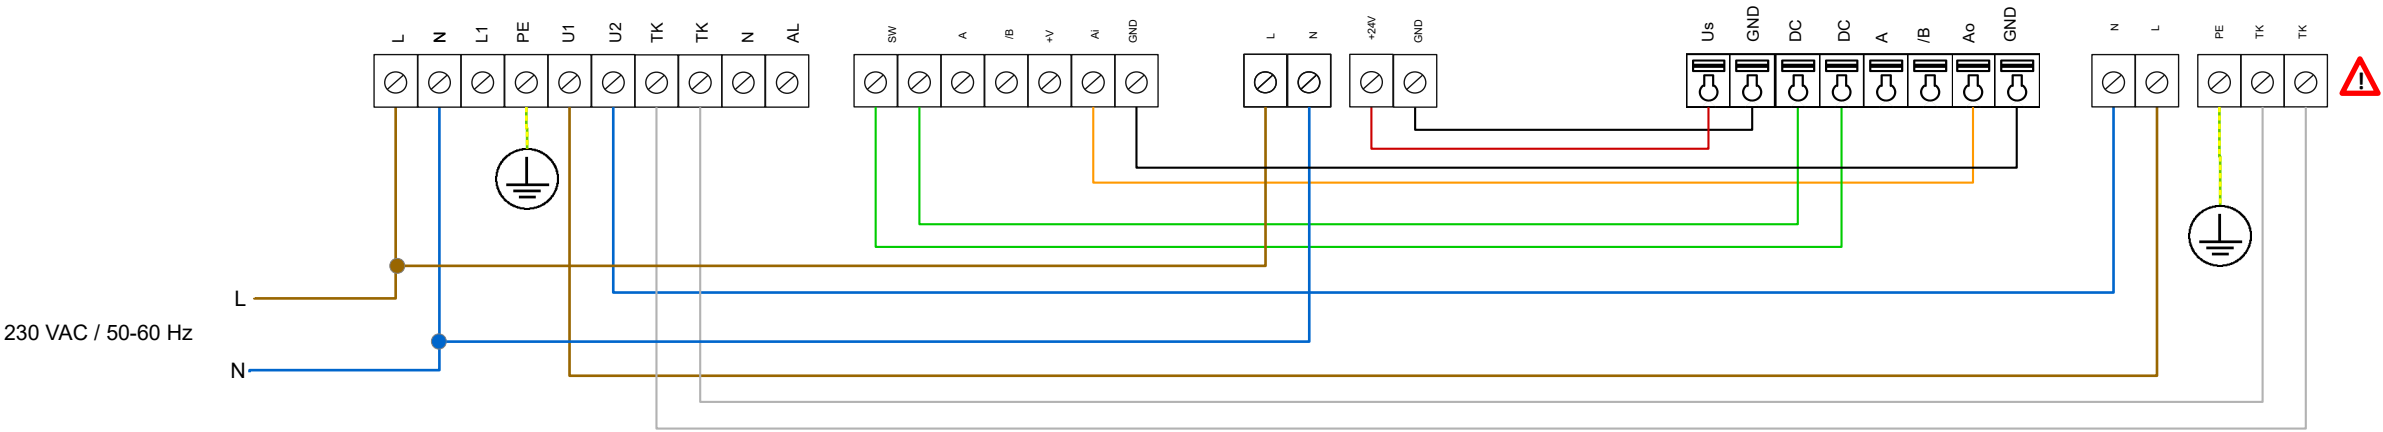 L N L1 PE U1 U2 TK TK N AL
SW A /B +V Ai GND
L N
+24V GND
Us GND DC DC A /B Ao GND
N L
PE TK TK
!
L
230 VAC / 50-60 Hz
N